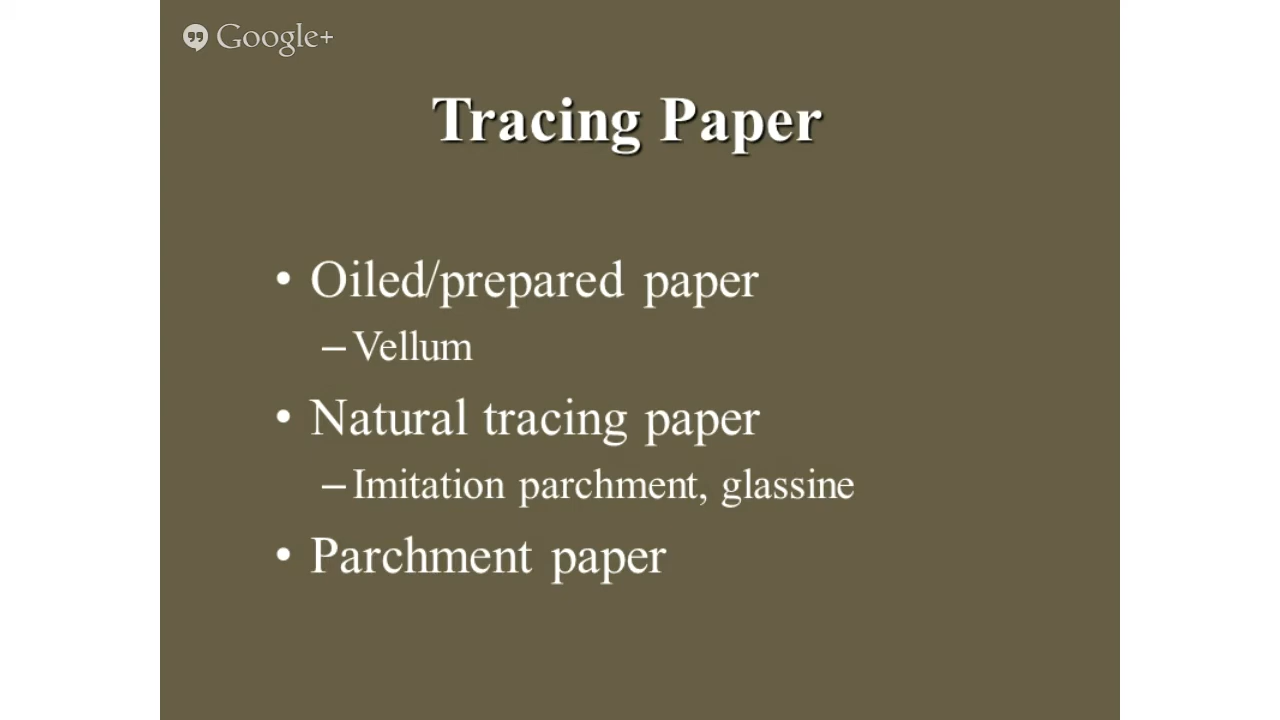 Google+
Tracing Paper
• Oiled/prepared paper
– Vellum
• Natural tracing paper
– Imitation parchment, glassine
• Parchment paper